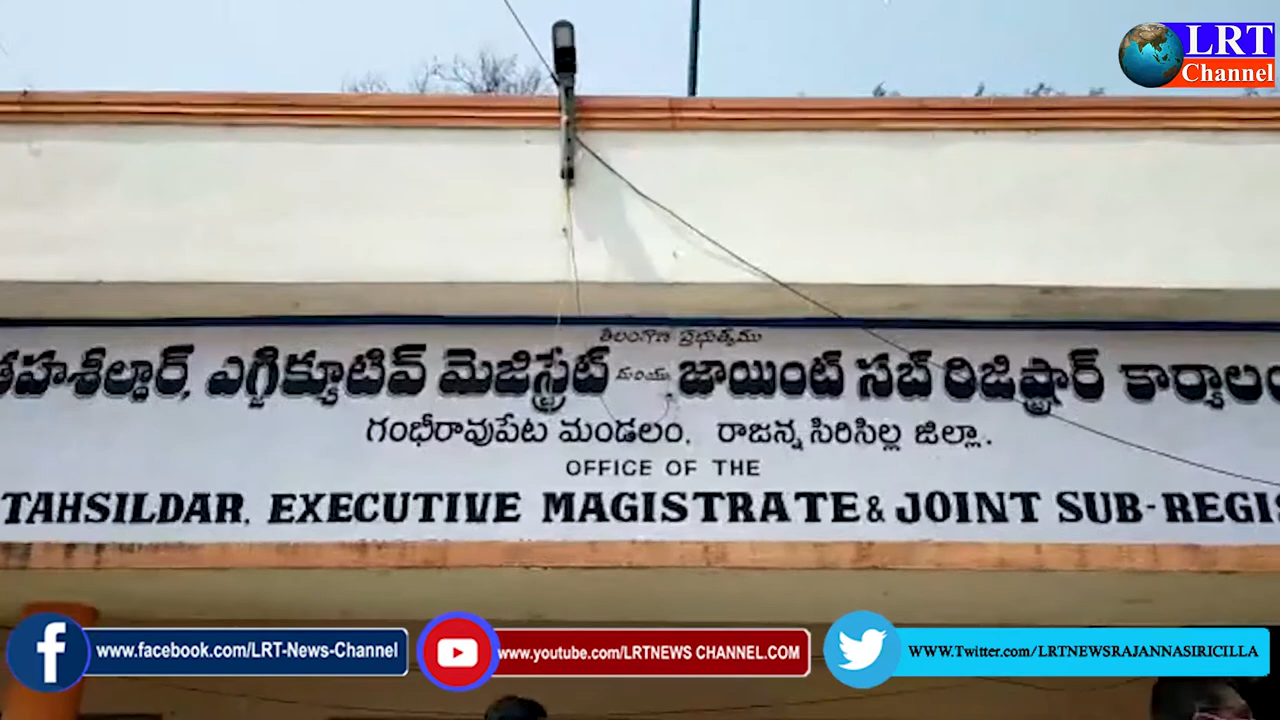 LRT
Channel
తెలంగాణ ప్రభుత్వము
తహశీల్దార్, ఎగ్జిక్యూటివ్ మెజిస్ట్రేట్ మరియు జాయింట్ సబ్ రిజిస్ట్రార్ కార్యాలం
గంభీరావుపేట మండలం, రాజన్న సిరిసిల్ల జిల్లా.
OFFICE OF THE
TAHSILDAR, EXECUTIVE MAGISTRATE & JOINT SUB-REGIS
www.facebook.com/LRT-News-Channel
www.youtube.com/LRTNEWS CHANNEL.COM
WWW.Twitter.com/LRTNEWSRAJANNASIRICILLA